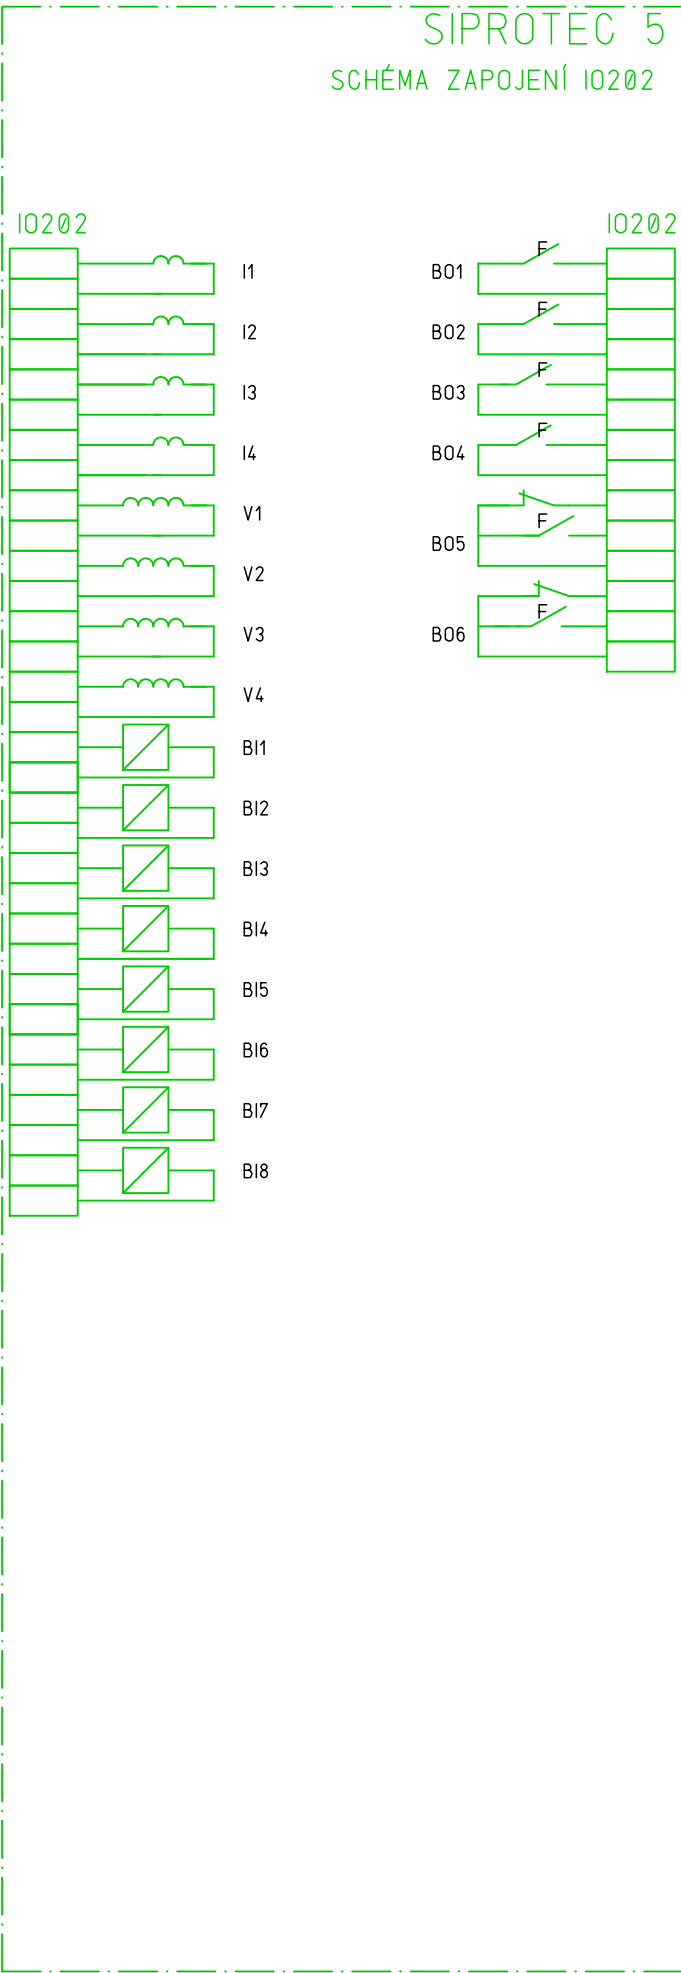 SIPROTEC 5
SCHÉMA ZAPOJENÍ IO202
IO202
I1
I2
I3
I4
V1
V2
V3
V4
BI1
BI2
BI3
BI4
BI5
BI6
BI7
BI8
IO202
F
BO1
F
BO2
F
BO3
F
BO4
F
BO5
F
BO6